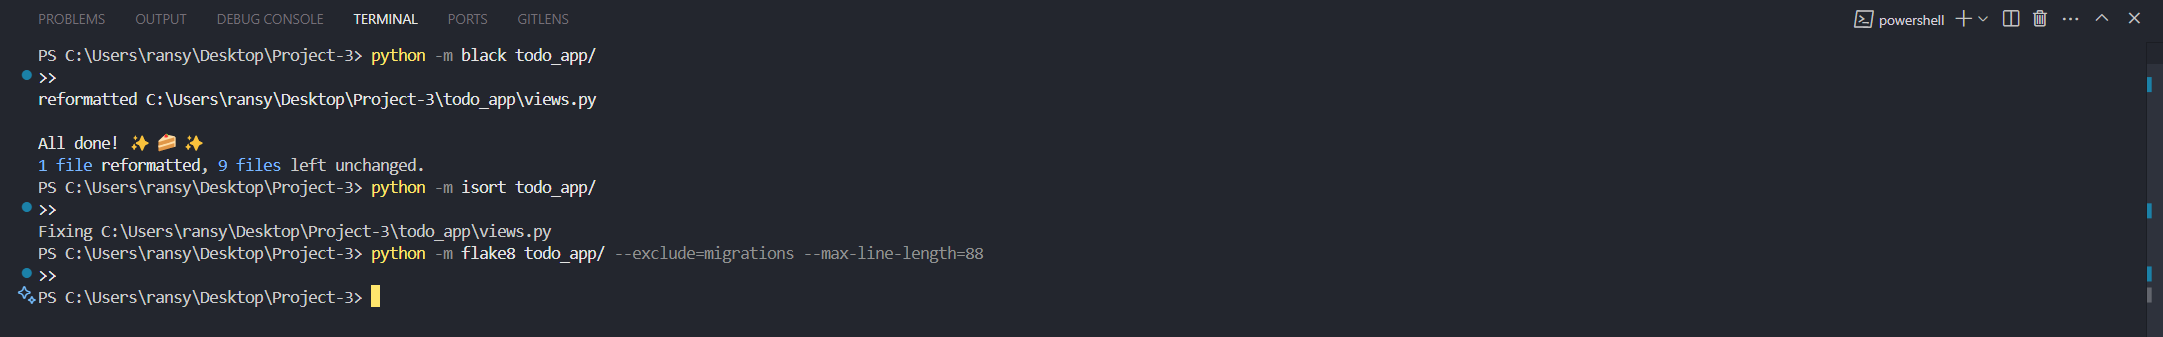 PROBLEMS OUTPUT DEBUG CONSOLE TERMINAL PORTS GITLENS powershell
PS C:\Users\ransy\Desktop\Project-3> python -m black todo_app/
>>
reformatted C:\Users\ransy\Desktop\Project-3\todo_app\views.py
All done! ✨ 🍰 ✨
1 file reformatted, 9 files left unchanged.
PS C:\Users\ransy\Desktop\Project-3> python -m isort todo_app/
>>
Fixing C:\Users\ransy\Desktop\Project-3\todo_app\views.py
PS C:\Users\ransy\Desktop\Project-3> python -m flake8 todo_app/ --exclude=migrations --max-line-length=88
>>
PS C:\Users\ransy\Desktop\Project-3>